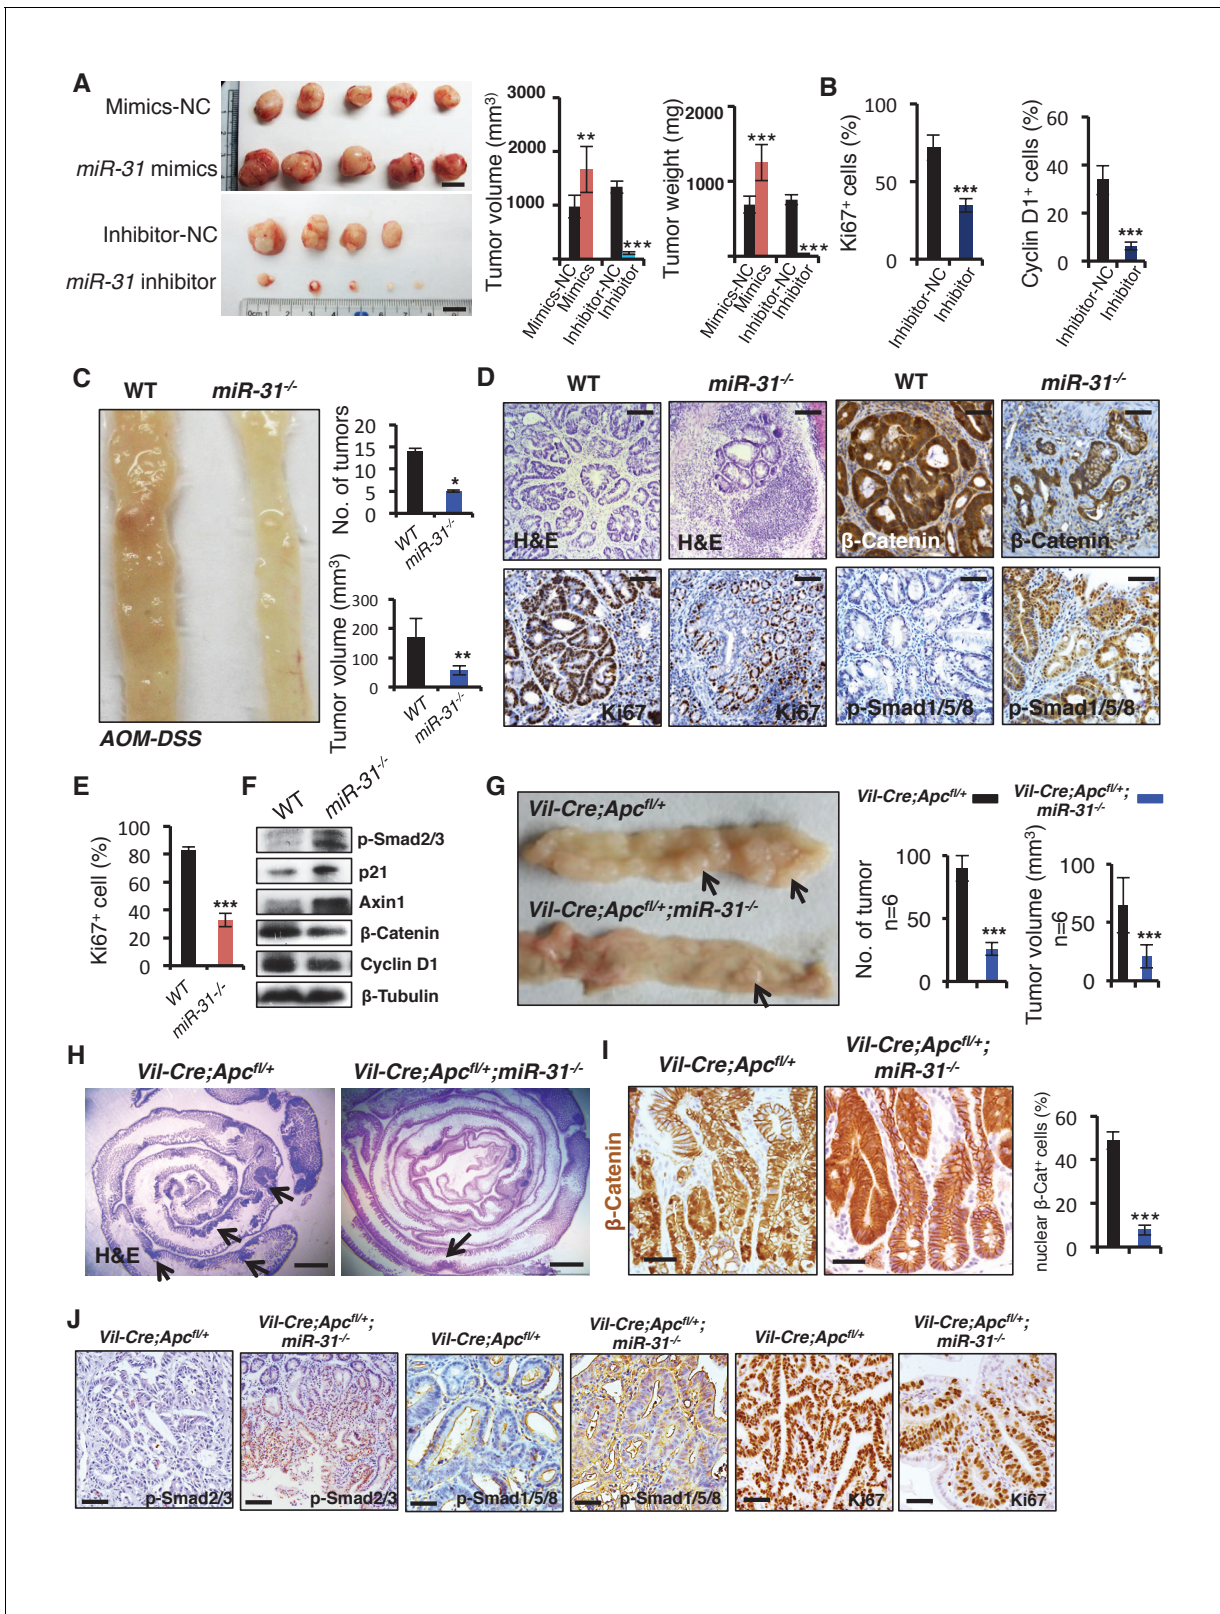 A
Mimics-NC
miR-31 mimics
Inhibitor-NC
miR-31 inhibitor
0cm 1 2 3 4 5 6 7 8
Tumor volume (mm³)
3000
2000
1000
**
***
Mimics-NC
Mimics
Inhibitor-NC
Inhibitor
Tumor weight (mg)
2000
1000
***
***
Mimics-NC
Mimics
Inhibitor-NC
Inhibitor
B
Ki67⁺ cells (%)
100
50
0
***
Inhibitor-NC
Inhibitor
Cyclin D1⁺ cells (%)
60
40
20
0
***
Inhibitor-NC
Inhibitor
C
WT
miR-31⁻/⁻
AOM-DSS
No. of tumors
20
15
10
5
0
*
WT
miR-31⁻/⁻
Tumor volume (mm³)
300
200
100
0
**
WT
miR-31⁻/⁻
D
WT
miR-31⁻/⁻
WT
miR-31⁻/⁻
H&E
H&E
β-Catenin
β-Catenin
Ki67
Ki67
p-Smad1/5/8
p-Smad1/5/8
E
Ki67⁺ cell (%)
100
80
60
40
20
0
***
WT
miR-31-/-
F
WT
miR-31⁻/⁻
p-Smad2/3
p21
Axin1
β-Catenin
Cyclin D1
β-Tubulin
G
Vil-Cre;Apcᶠˡ/⁺
Vil-Cre;Apcᶠˡ/⁺;miR-31⁻/⁻
Vil-Cre;Apcᶠˡ/⁺
Vil-Cre;Apcᶠˡ/⁺;
miR-31⁻/⁻
No. of tumor
n=6
100
50
0
***
Tumor volume (mm³)
n=6
100
50
0
***
H
Vil-Cre;Apcᶠˡ/⁺
Vil-Cre;Apcᶠˡ/⁺;miR-31⁻/⁻
H&E
I
Vil-Cre;Apcᶠˡ/⁺
Vil-Cre;Apcᶠˡ/⁺;
miR-31⁻/⁻
β-Catenin
nuclear β-Cat⁺ cells (%)
60
40
20
0
***
J
Vil-Cre;Apcᶠˡ/⁺
Vil-Cre;Apcᶠˡ/⁺;
miR-31⁻/⁻
Vil-Cre;Apcᶠˡ/⁺
Vil-Cre;Apcᶠˡ/⁺;
miR-31⁻/⁻
Vil-Cre;Apcᶠˡ/⁺
Vil-Cre;Apcᶠˡ/⁺;
miR-31⁻/⁻
p-Smad2/3
p-Smad2/3
p-Smad1/5/8
p-Smad1/5/8
Ki67
Ki67